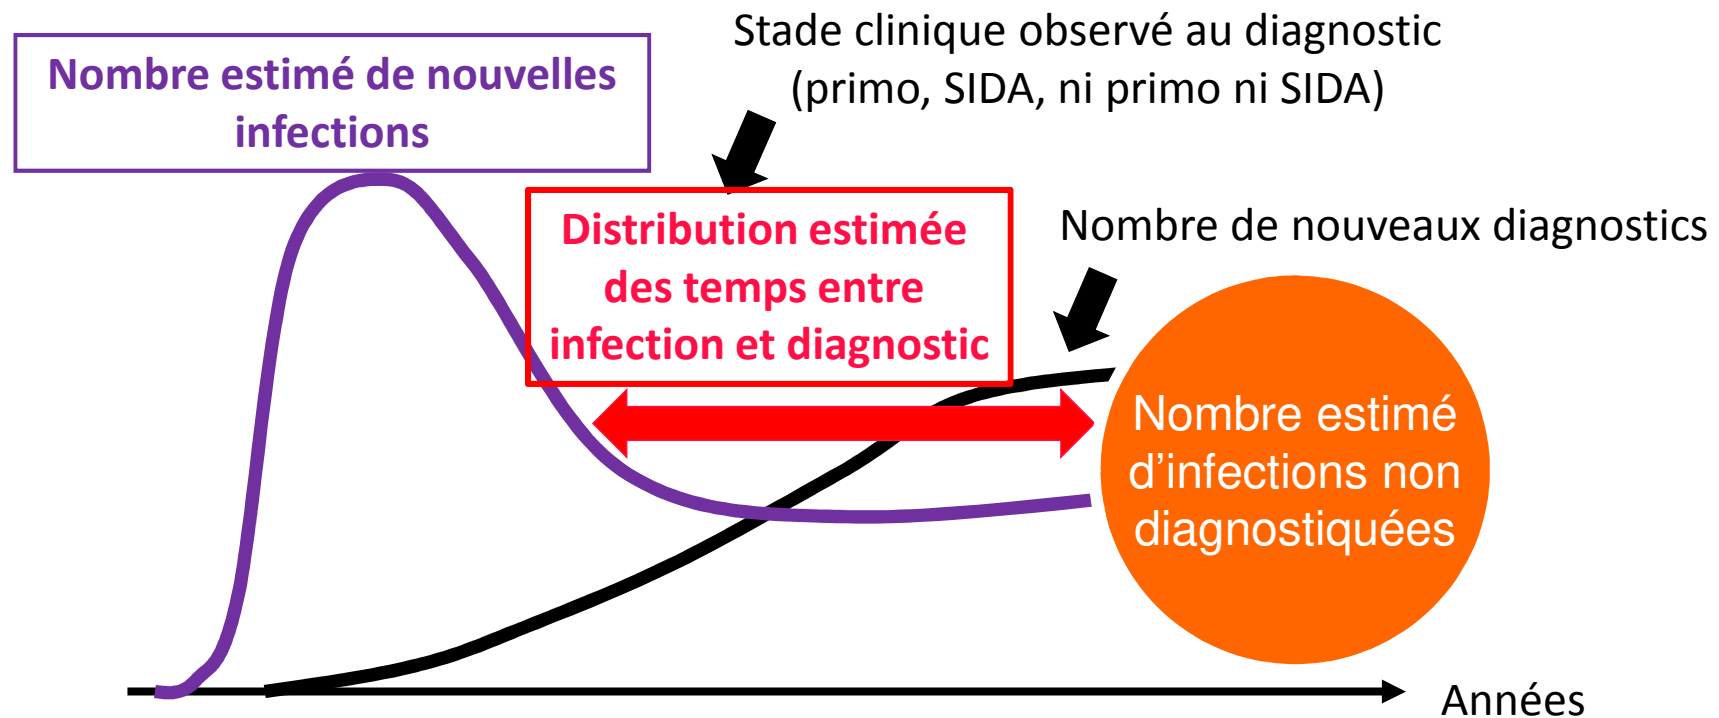 Stade clinique observé au diagnostic
(primo, SIDA, ni primo ni SIDA)
Nombre estimé de nouvelles
infections
Distribution estimée
des temps entre
infection et diagnostic
Nombre de nouveaux diagnostics
Nombre estimé
d’infections non
diagnostiquées
Années